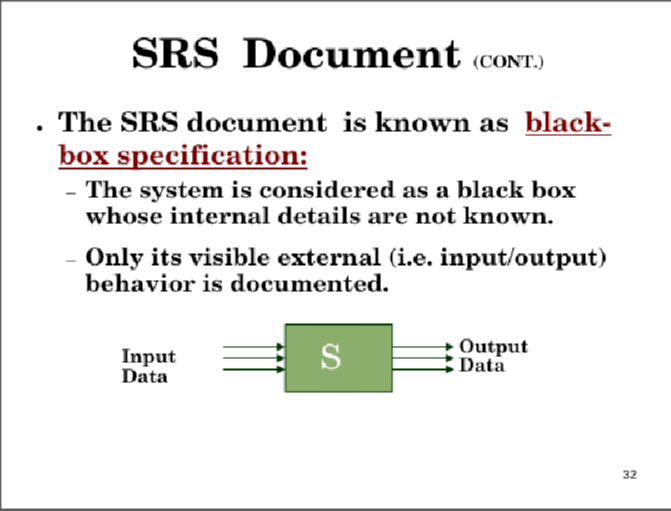 SRS Document (CONT.)
• The SRS document is known as black-
box specification:
– The system is considered as a black box
whose internal details are not known.
– Only its visible external (i.e. input/output)
behavior is documented.
Input
Data
S
Output
Data
32